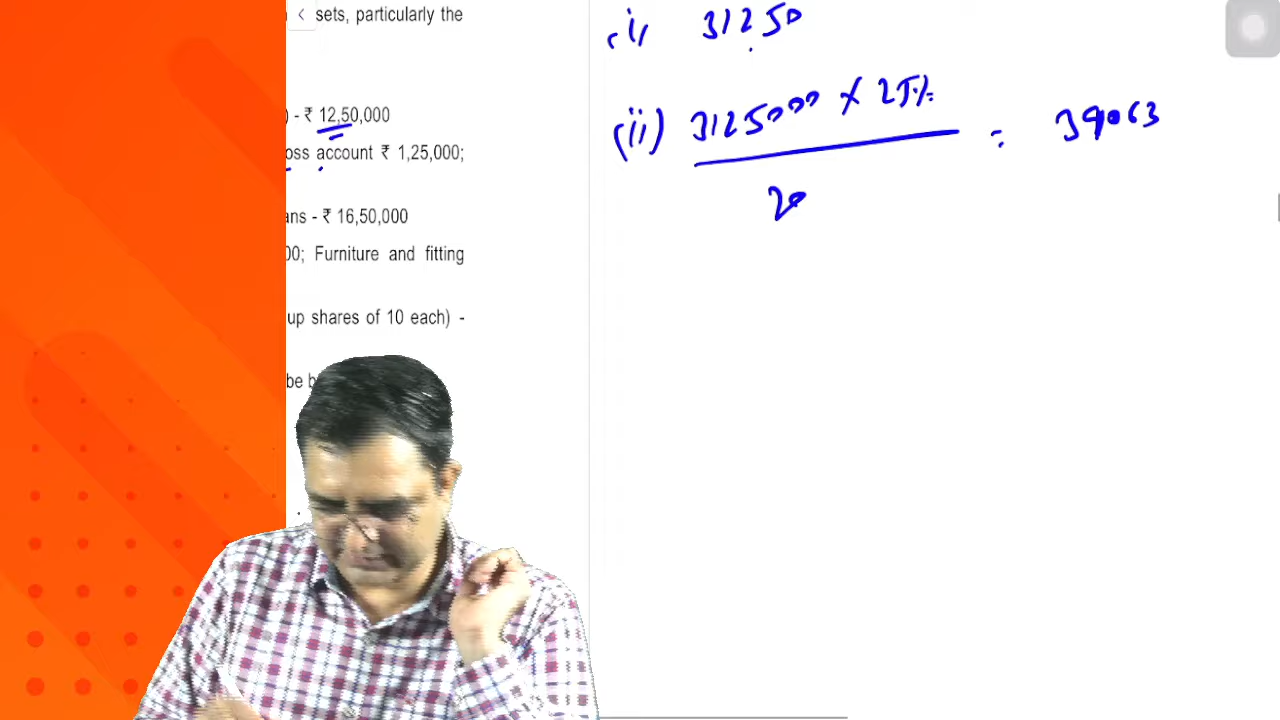 sets, particularly the
- ₹ 12,50,000
oss account ₹ 1,25,000;
ans - ₹ 16,50,000
00; Furniture and fitting
up shares of 10 each) -
be b
(i) 31250
(ii) 3125000 x 25% = 39063
20